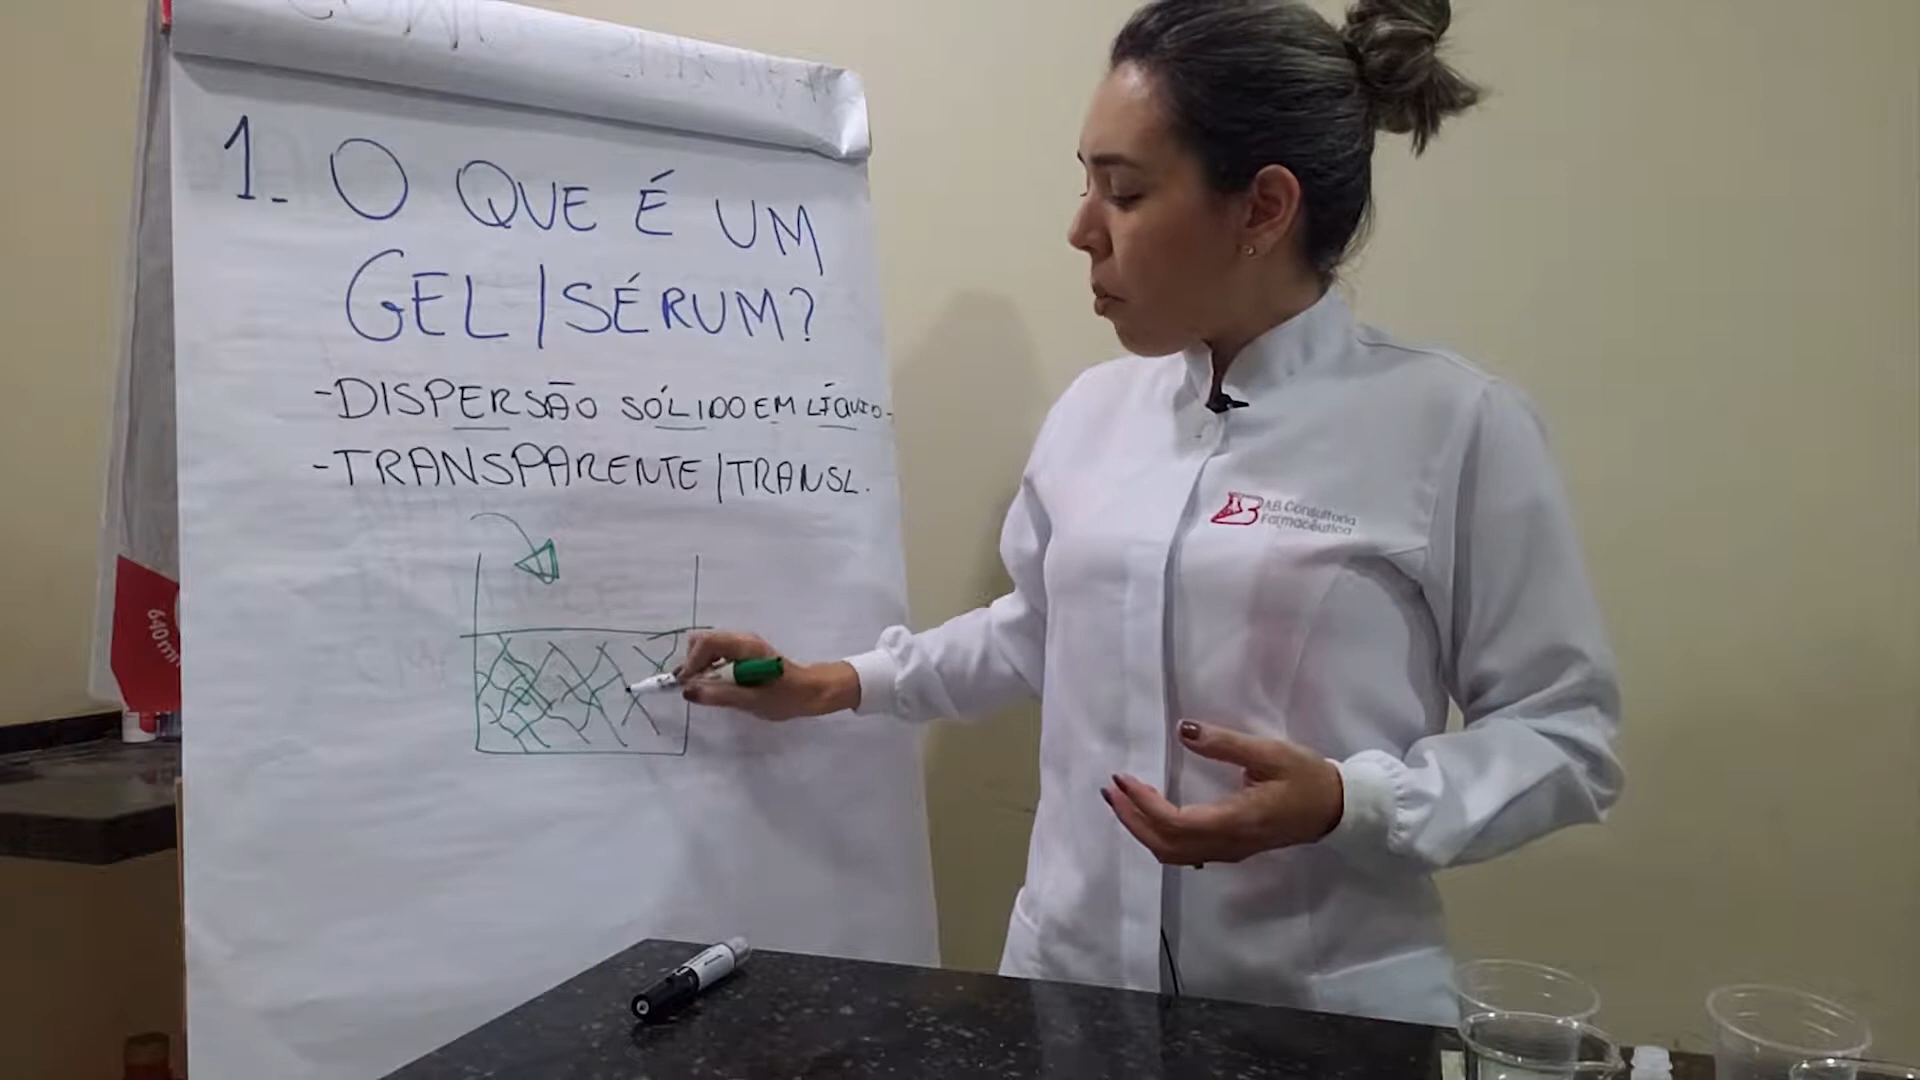 1. O QUE É UM
GEL/SÉRUM?
-DISPERSÃO SÓLIDO EM LÍQUIDO-
-TRANSPARENTE/TRANSL.
AB Consultoria
Farmacêutica